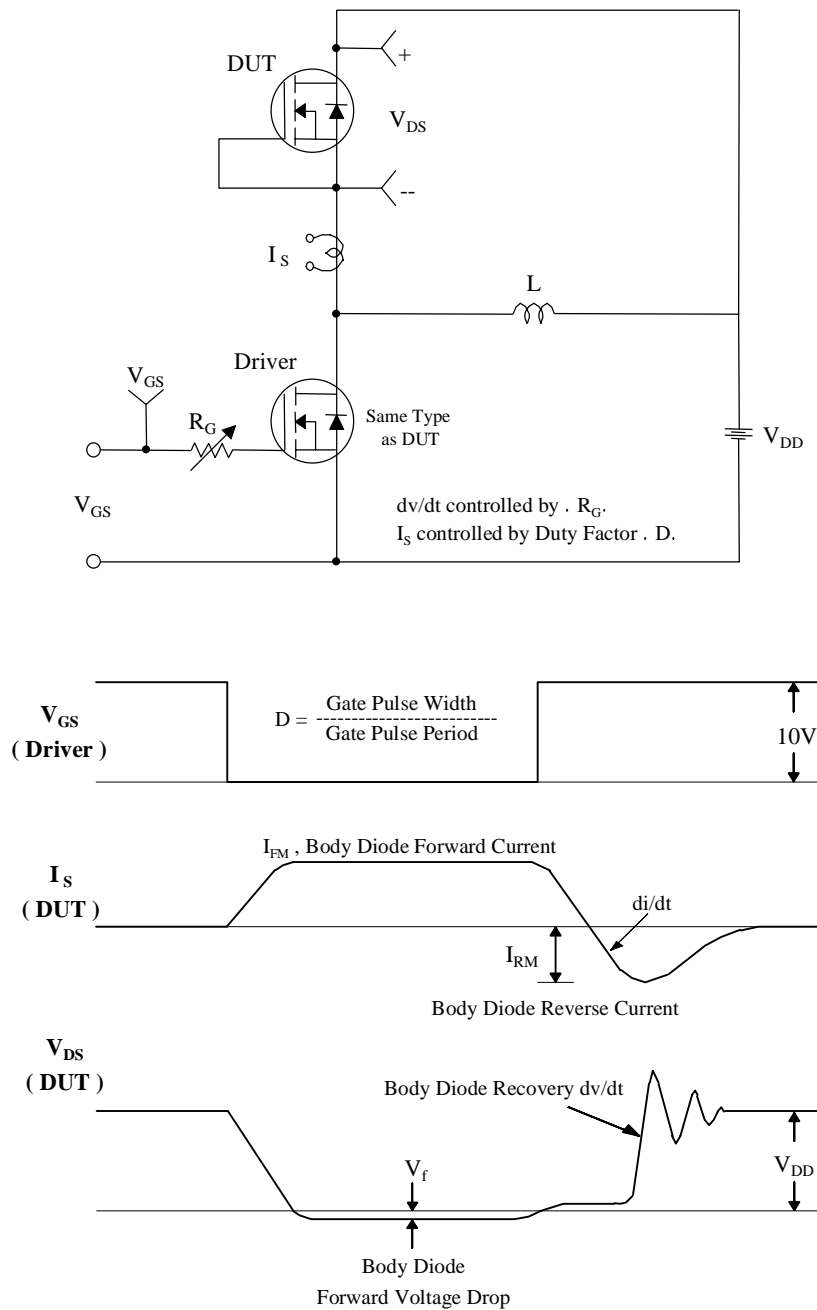 DUT
+
V_DS
--
I_S
L
Driver
V_GS
R_G
Same Type
as DUT
V_DD
V_GS
dv/dt controlled by . R_G.
I_S controlled by Duty Factor . D.
V_GS
( Driver )
D = Gate Pulse Width
--------------------------
Gate Pulse Period
10V
I_FM , Body Diode Forward Current
I_S
( DUT )
di/dt
I_RM
Body Diode Reverse Current
V_DS
( DUT )
Body Diode Recovery dv/dt
V_f
V_DD
Body Diode
Forward Voltage Drop